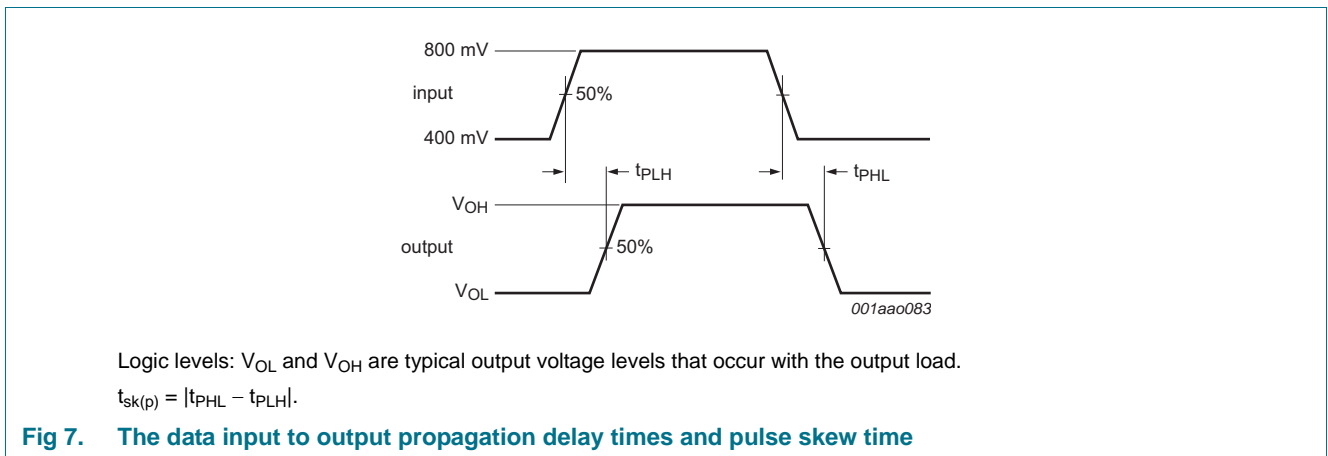 800 mV
input
50%
400 mV
tPLH
tPHL
VOH
output
50%
VOL
001aao083
Logic levels: VOL and VOH are typical output voltage levels that occur with the output load.
tsk(p) = |tPHL − tPLH|.
Fig 7. The data input to output propagation delay times and pulse skew time